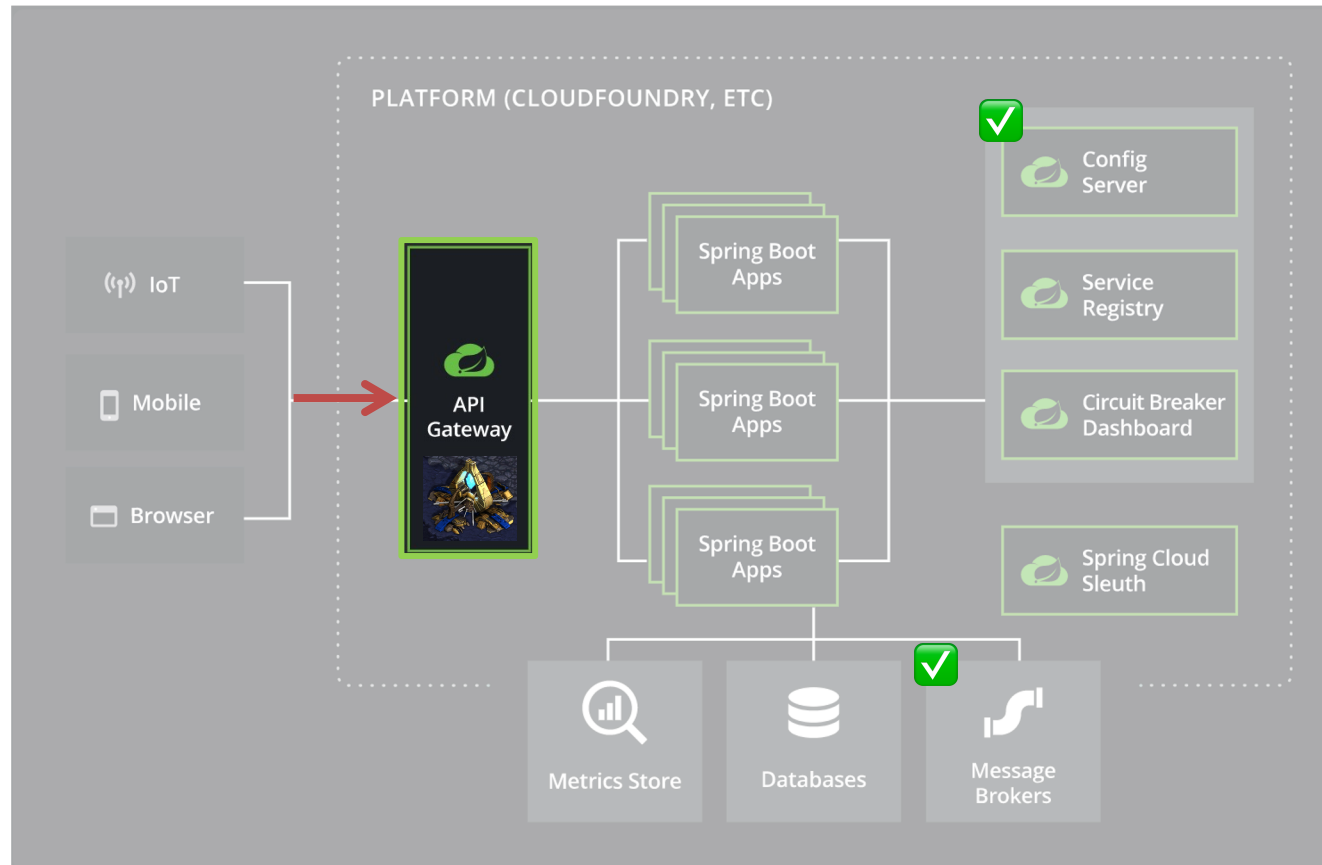 PLATFORM (CLOUDFOUNDRY, ETC)
IoT
Mobile
Browser
API
Gateway
Spring Boot
Apps
Spring Boot
Apps
Spring Boot
Apps
Config
Server
Service
Registry
Circuit Breaker
Dashboard
Spring Cloud
Sleuth
Metrics Store
Databases
Message
Brokers